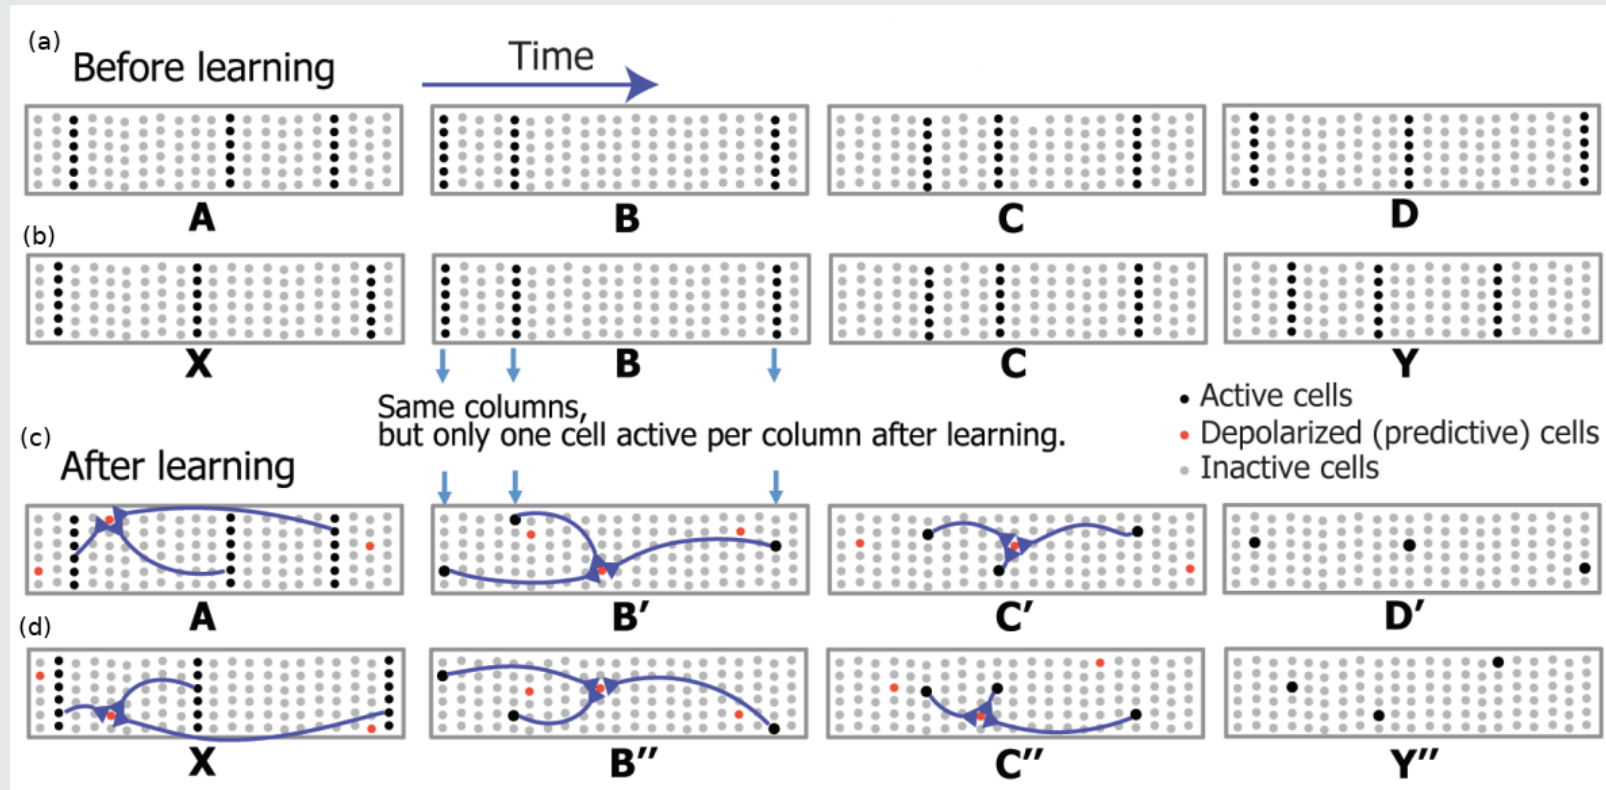 (a)
Before learning
Time
A
B
C
D
(b)
X
B
C
Y
Same columns,
but only one cell active per column after learning.
Active cells
Depolarized (predictive) cells
Inactive cells
(c)
After learning
A
B′
C′
D′
(d)
X
B″
C″
Y″